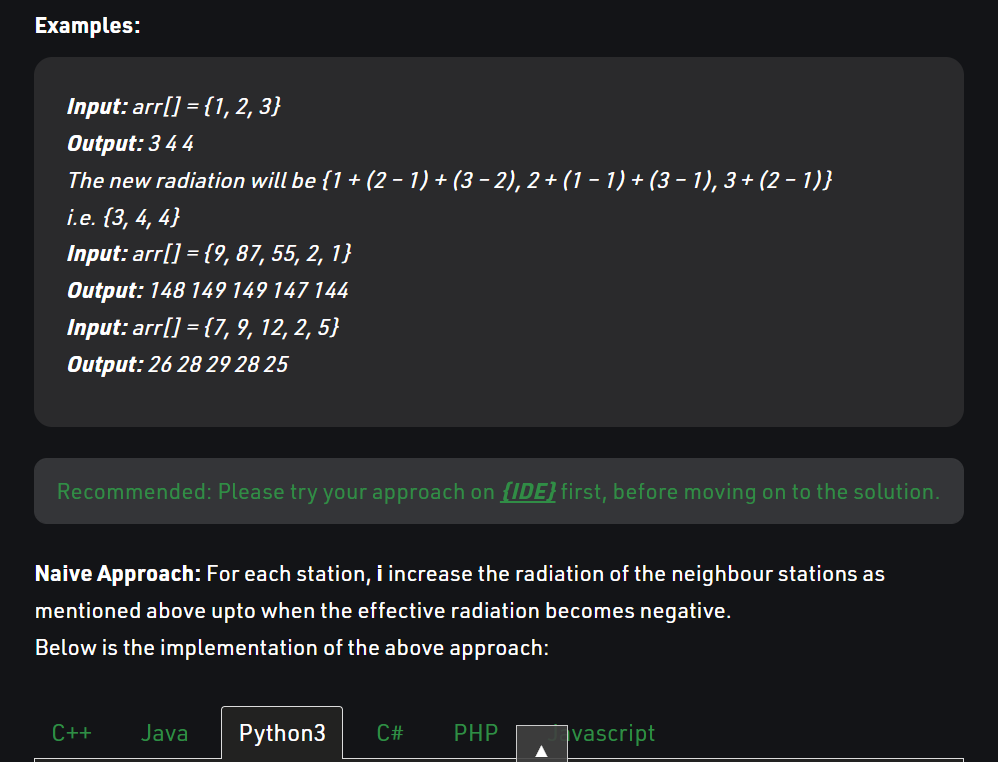 Examples:
Input: arr[] = {1, 2, 3}
Output: 3 4 4
The new radiation will be {1 + (2 – 1) + (3 – 2), 2 + (1 – 1) + (3 – 1), 3 + (2 – 1)}
i.e. {3, 4, 4}
Input: arr[] = {9, 87, 55, 2, 1}
Output: 148 149 149 147 144
Input: arr[] = {7, 9, 12, 2, 5}
Output: 26 28 29 28 25
Recommended: Please try your approach on {IDE} first, before moving on to the solution.
Naive Approach: For each station, i increase the radiation of the neighbour stations as
mentioned above upto when the effective radiation becomes negative.
Below is the implementation of the above approach:
C++ Java Python3 C# PHP Javascript
▲